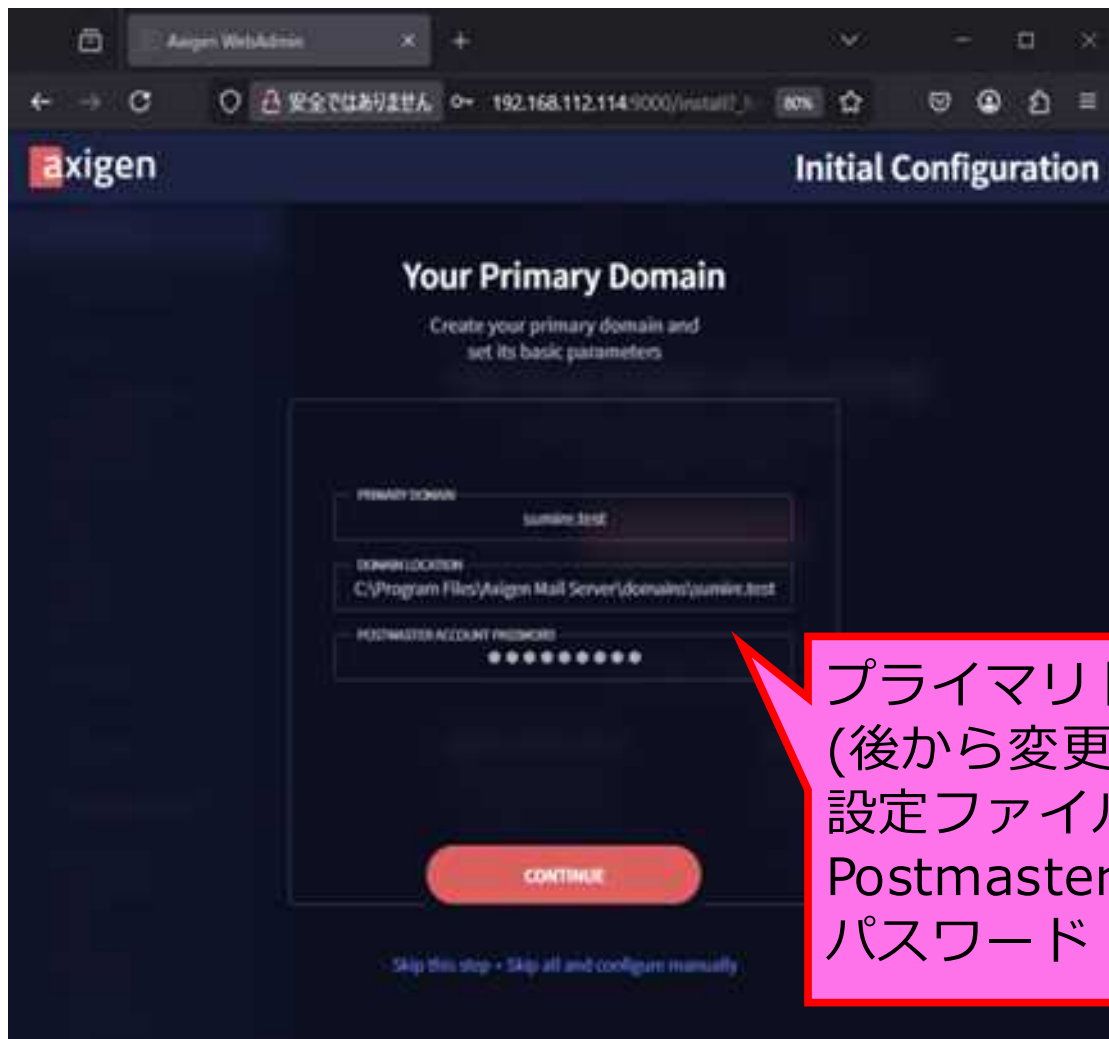 Axigen WebAdmin
安全ではありません
192.168.112.114:9000/install?_h
80%
axigen
Initial Configuration
Your Primary Domain
Create your primary domain and
set its basic parameters
PRIMARY DOMAIN
sumire.test
DOMAIN LOCATION
C:\Program Files\Axigen Mail Server\domains\sumire.test
POSTMASTER ACCOUNT PASSWORD
CONTINUE
Skip this step • Skip all and configure manually
プライマリ
(後から変更
設定ファイル
Postmaster
パスワード